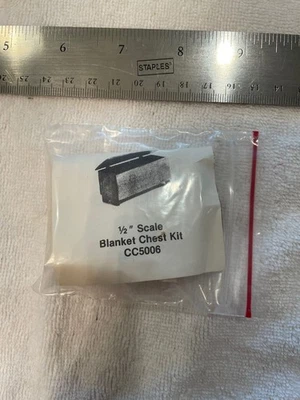 5 6 7 8 9
STAPLES
½" Scale
Blanket Chest Kit
CC5006